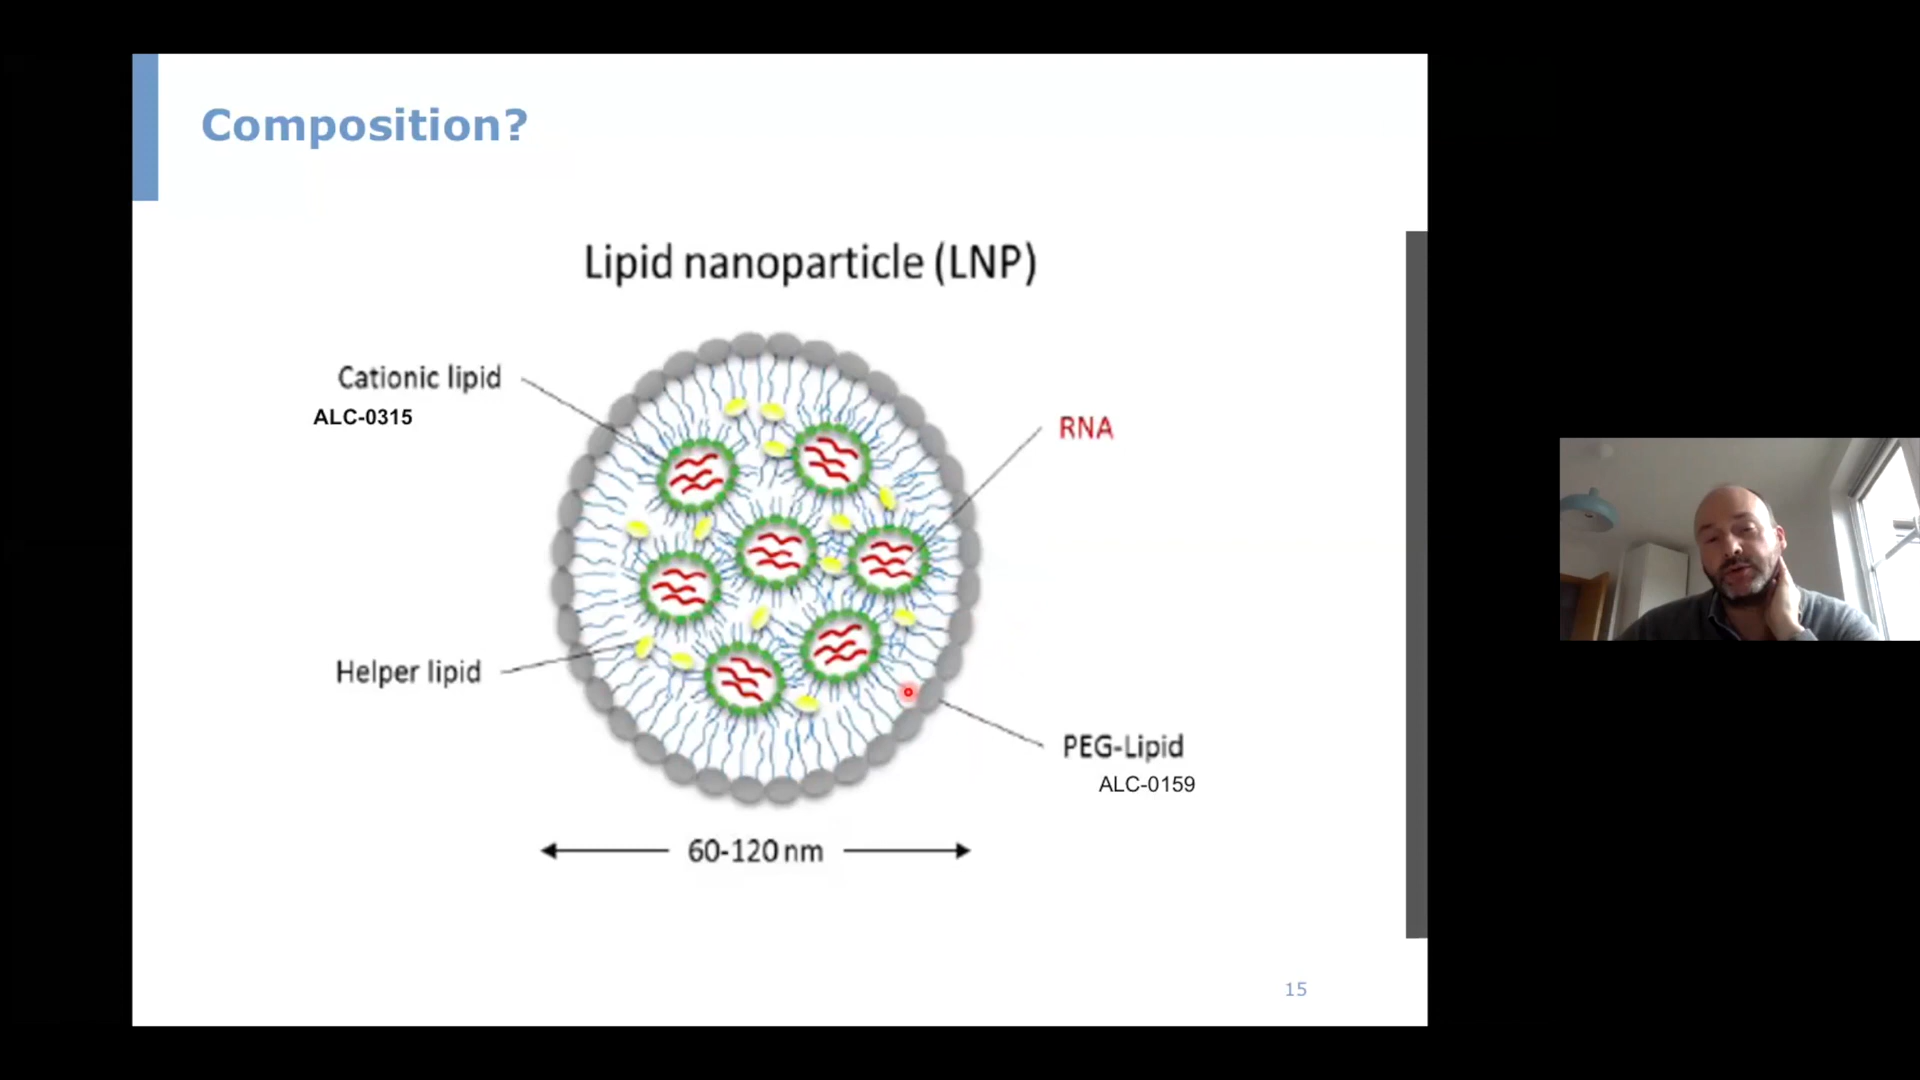 Composition?
Lipid nanoparticle (LNP)
Cationic lipid
ALC-0315
RNA
Helper lipid
PEG-Lipid
ALC-0159
60-120 nm
15